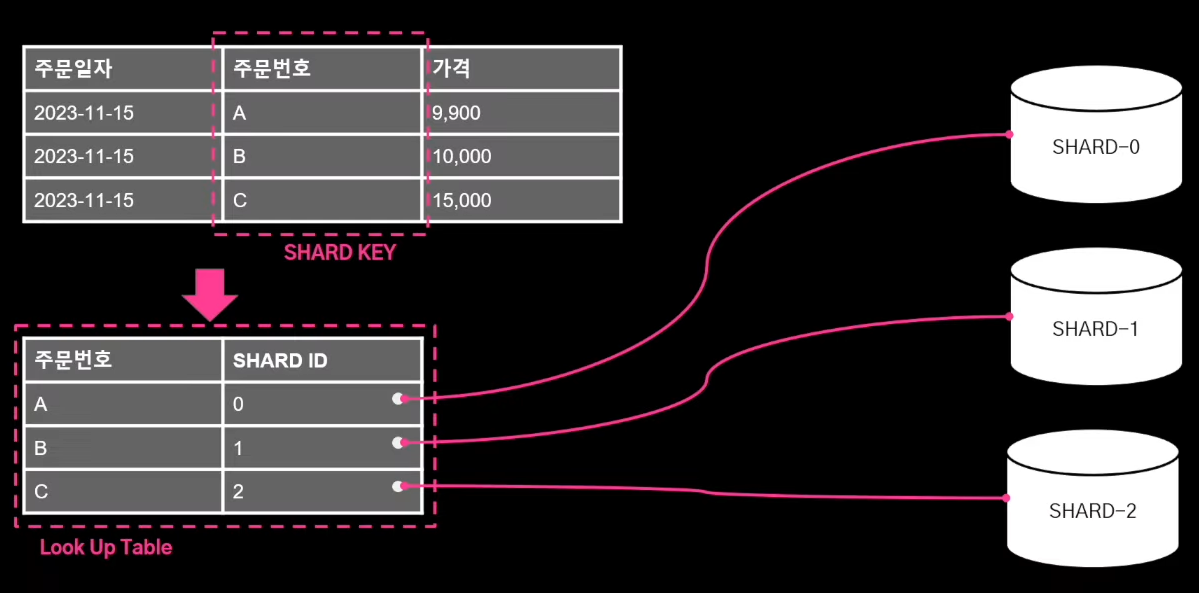 주문일자 주문번호 가격
2023-11-15 A 9,900
2023-11-15 B 10,000
2023-11-15 C 15,000
SHARD KEY
주문번호 SHARD ID
A 0
B 1
C 2
Look Up Table
SHARD-0
SHARD-1
SHARD-2